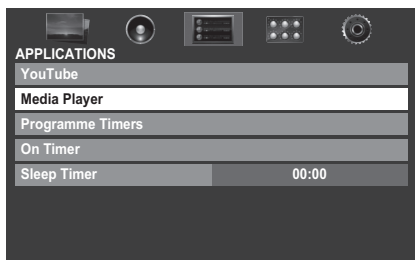 APPLICATIONS
YouTube
Media Player
Programme Timers
On Timer
Sleep Timer 00:00